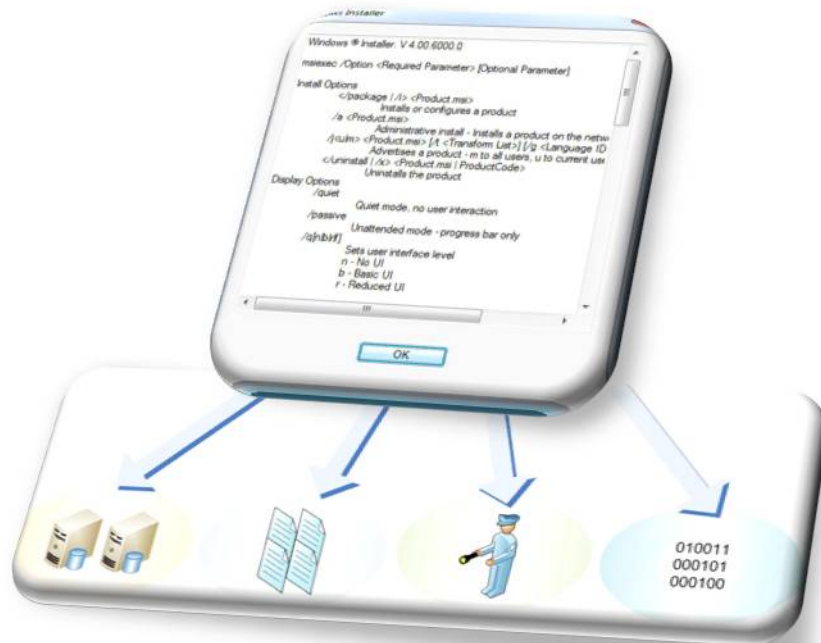 Installer
Windows ® Installer. V 4.00.6000.0
msiexec /Option <Required Parameter> [Optional Parameter]
Install Options
</package | /i> <Product.msi>
Installs or configures a product
/a <Product.msi>
Administrative install - Installs a product on the
/j<u|m> <Product.msi> [/t <Transform List>] [/g <Language ID
Advertises a product - m to all users, u to current
</uninstall | /x> <Product.msi | ProductCode>
Uninstalls the product
Display Options
/quiet
Quiet mode, no user interaction
/passive
Unattended mode - progress bar only
/q[n|b|r|f]
Sets user interface level
n - No UI
b - Basic UI
r - Reduced UI
OK
010011
000101
000100